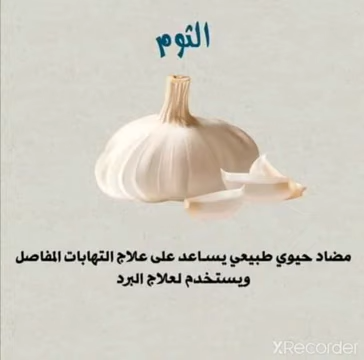 الثوم
مضاد حيوي طبيعي يساعد على علاج التهابات المفاصل
ويستخدم لعلاج البرد
XRecorder